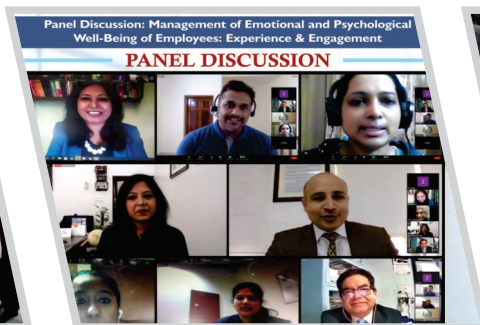 Panel Discussion: Management of Emotional and Psychological
Well-Being of Employees: Experience & Engagement
PANEL DISCUSSION